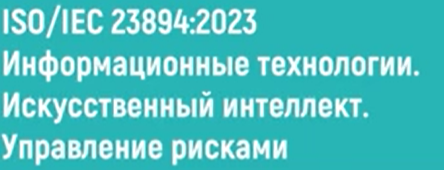 ISO/IEC 23894:2023
Информационные технологии.
Искусственный интеллект.
Управление рисками